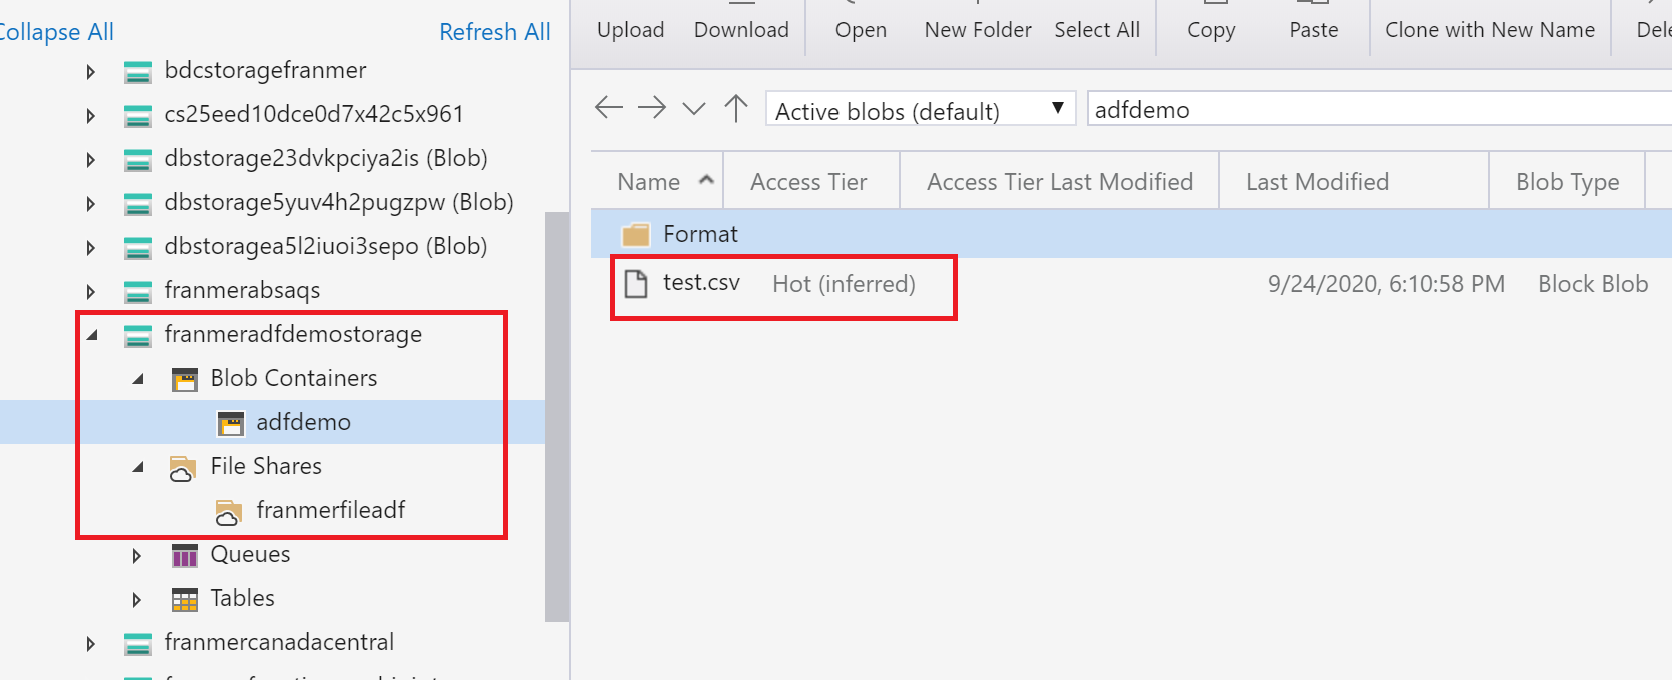 Collapse All
Refresh All
bdcstoragefranmer
cs25eed10dce0d7x42c5x961
dbstorage23dvkpciya2is (Blob)
dbstorage5yuv4h2pugzpw (Blob)
dbstoragea5l2iuoi3sepo (Blob)
franmerabsaqs
franmeradfdemostorage
Blob Containers
adfdemo
File Shares
franmerfileadf
Queues
Tables
franmercanadacentral
Upload Download Open New Folder Select All Copy Paste Clone with New Name
Active blobs (default) adfdemo
Name Access Tier Access Tier Last Modified Last Modified Blob Type
Format
test.csv Hot (inferred) 9/24/2020, 6:10:58 PM Block Blob